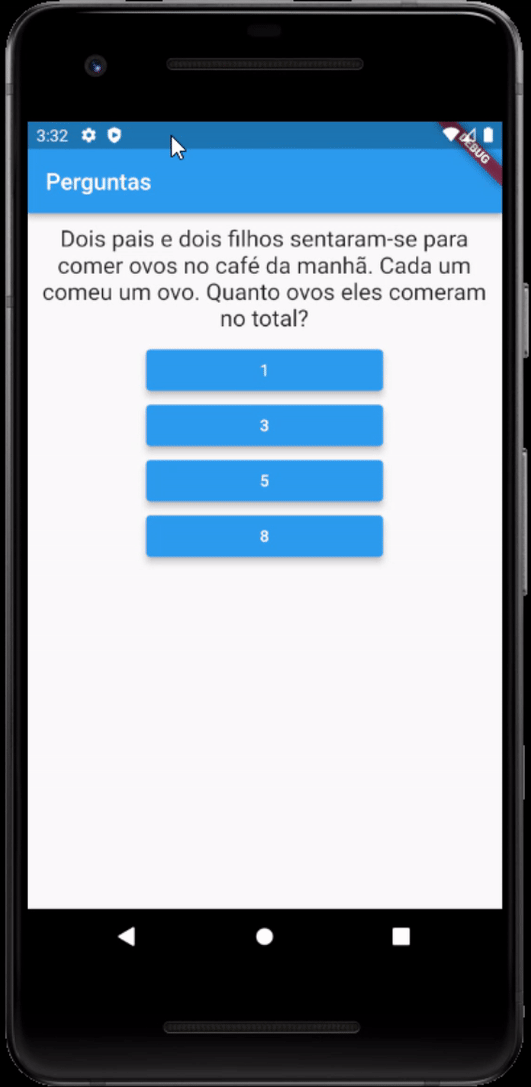 3:32
DEBUG
Perguntas
Dois pais e dois filhos sentaram-se para
comer ovos no café da manhã. Cada um
comeu um ovo. Quanto ovos eles comeram
no total?
1
3
5
8